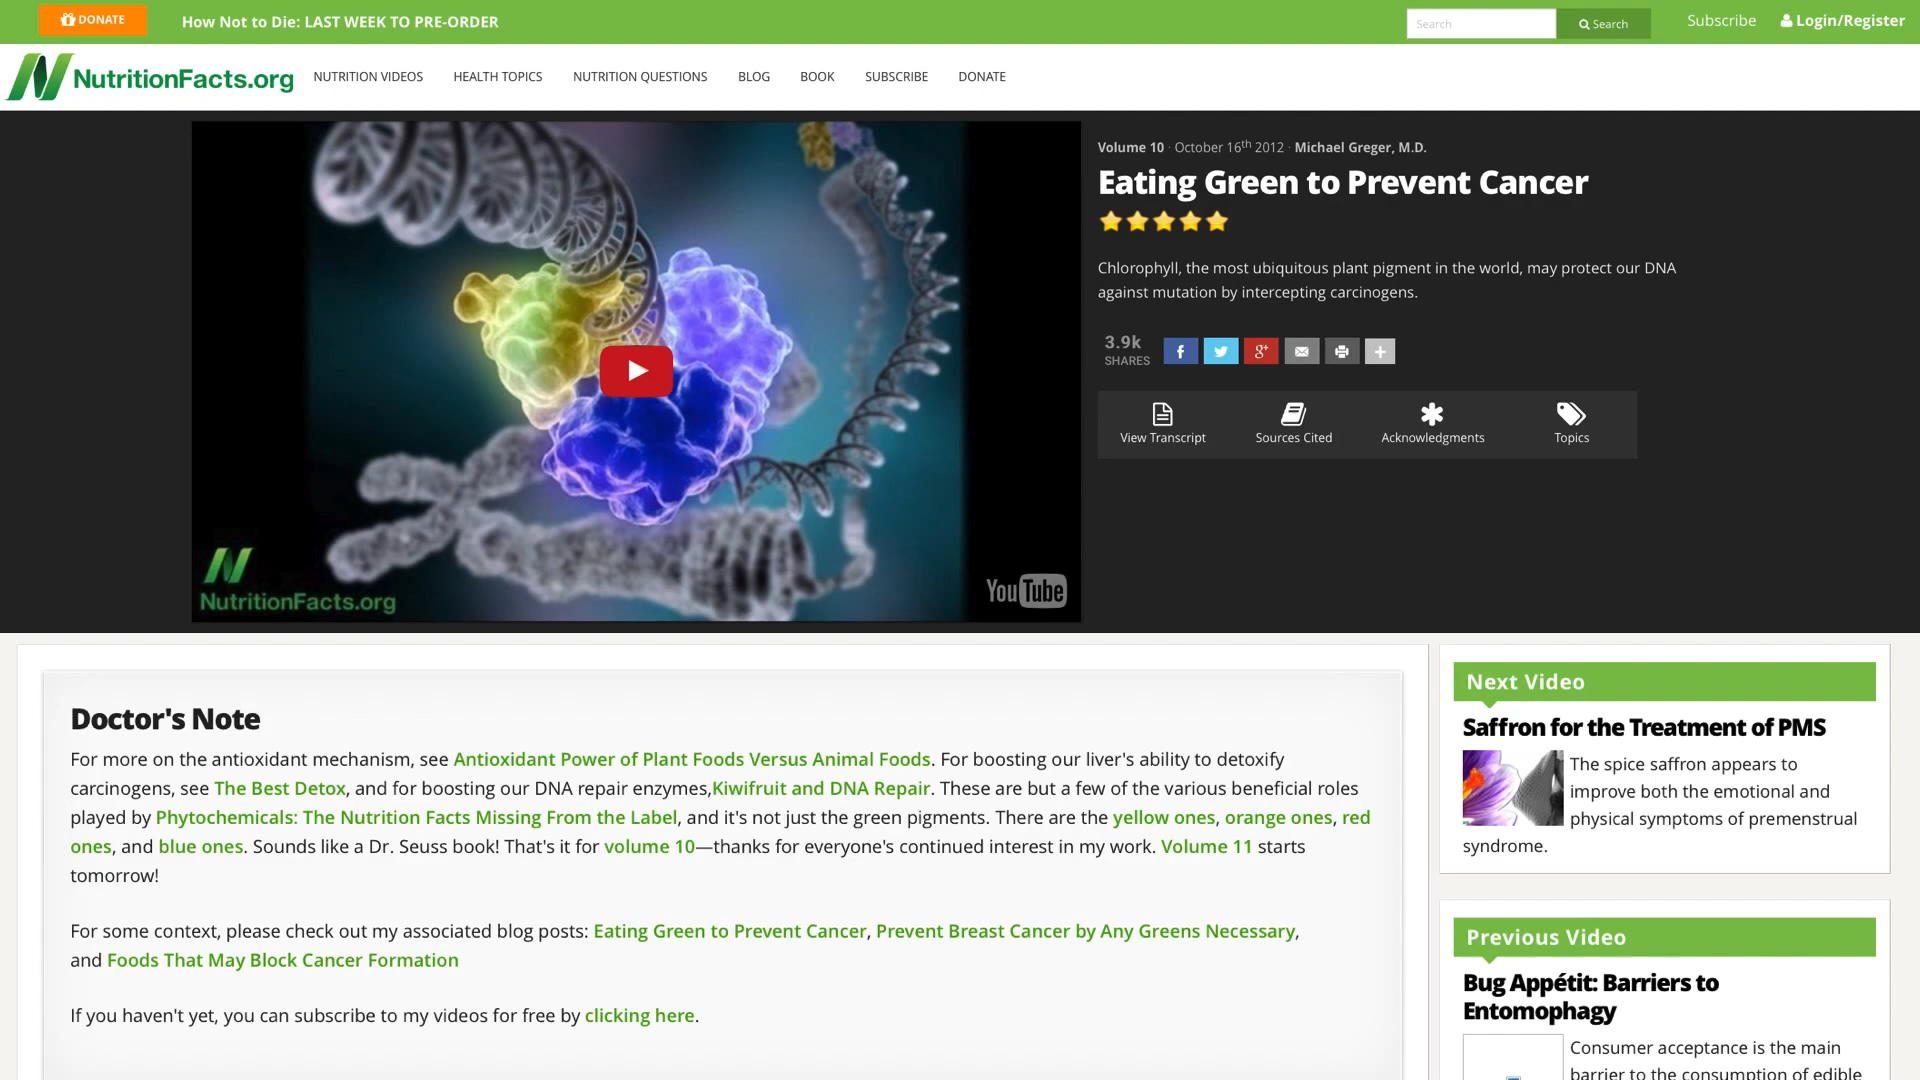 DONATE
How Not to Die: LAST WEEK TO PRE-ORDER
Search
Search
Subscribe
Login/Register
NutritionFacts.org
NUTRITION VIDEOS
HEALTH TOPICS
NUTRITION QUESTIONS
BLOG
BOOK
SUBSCRIBE
DONATE
NutritionFacts.org
YouTube
Volume 10 · October 16th 2012 · Michael Greger, M.D.
Eating Green to Prevent Cancer
Chlorophyll, the most ubiquitous plant pigment in the world, may protect our DNA
against mutation by intercepting carcinogens.
3.9k
SHARES
View Transcript
Sources Cited
Acknowledgments
Topics
Doctor's Note
For more on the antioxidant mechanism, see Antioxidant Power of Plant Foods Versus Animal Foods. For boosting our liver's ability to detoxify
carcinogens, see The Best Detox, and for boosting our DNA repair enzymes,Kiwifruit and DNA Repair. These are but a few of the various beneficial roles
played by Phytochemicals: The Nutrition Facts Missing From the Label, and it's not just the green pigments. There are the yellow ones, orange ones, red
ones, and blue ones. Sounds like a Dr. Seuss book! That's it for volume 10—thanks for everyone's continued interest in my work. Volume 11 starts
tomorrow!
For some context, please check out my associated blog posts: Eating Green to Prevent Cancer, Prevent Breast Cancer by Any Greens Necessary,
and Foods That May Block Cancer Formation
If you haven't yet, you can subscribe to my videos for free by clicking here.
Next Video
Saffron for the Treatment of PMS
The spice saffron appears to
improve both the emotional and
physical symptoms of premenstrual
syndrome.
Previous Video
Bug Appétit: Barriers to
Entomophagy
Consumer acceptance is the main
barrier to the consumption of edible